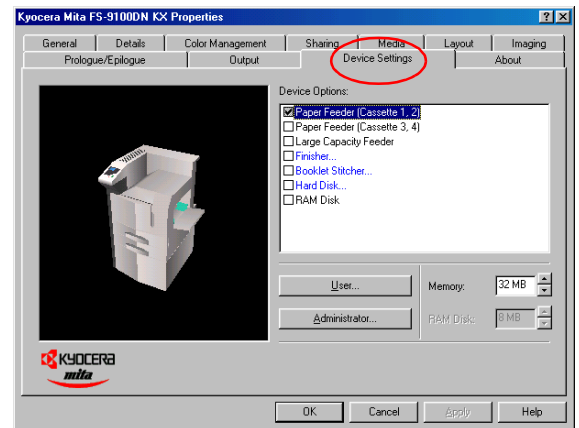 Kyocera Mita FS-9100DN KX Properties
General Details Color Management Sharing Media Layout Imaging
Prologue/Epilogue Output Device Settings About
Device Options:
Paper Feeder (Cassette 1, 2)
Paper Feeder (Cassette 3, 4)
Large Capacity Feeder
Finisher...
Booklet Stitcher...
Hard Disk...
RAM Disk
User... Memory: 32 MB
Administrator... RAM Disk: 8 MB
KYOCERA
mita
OK Cancel Apply Help